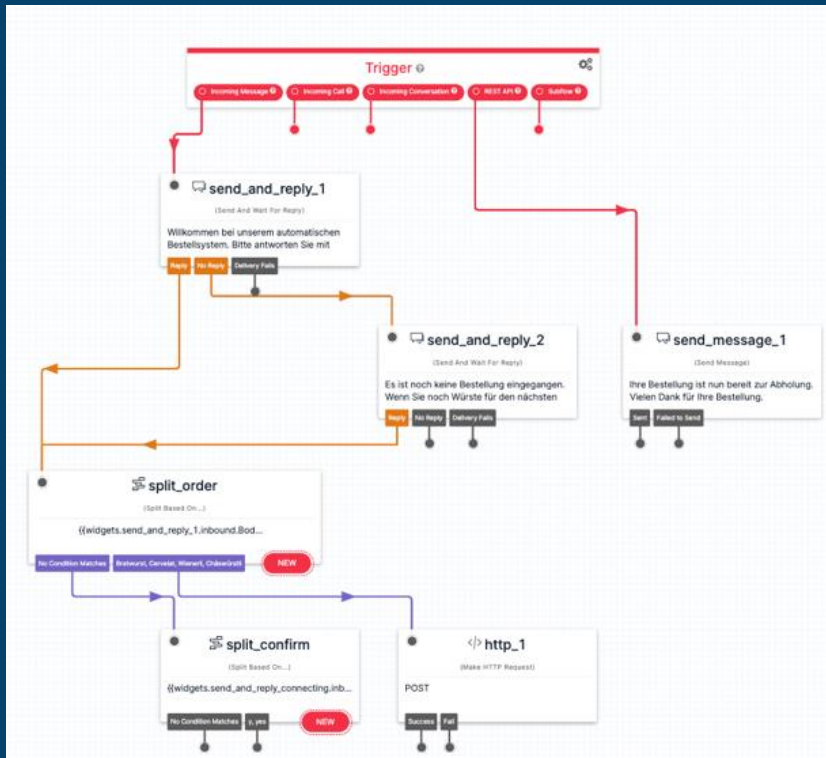 Trigger
Incoming Message
Incoming Call
Incoming Conversation
REST API
Subflow
send_and_reply_1
(Send And Wait For Reply)
Willkommen bei unserem automatischen
Bestellsystem. Bitte antworten Sie mit
Reply
No Reply
Delivery Fails
send_and_reply_2
(Send And Wait For Reply)
Es ist noch keine Bestellung eingegangen.
Wenn Sie noch Würste für den nächsten
Reply
No Reply
Delivery Fails
send_message_1
(Send Message)
Ihre Bestellung ist nun bereit zur Abholung.
Vielen Dank für Ihre Bestellung.
Sent
Failed to Send
split_order
(Split Based On...)
{{widgets.send_and_reply_1.inbound.Bod...
No Condition Matches
Bratwurst, Cervelat, Wienerli, Chäswürstli
NEW
split_confirm
(Split Based On...)
{{widgets.send_and_reply_connecting.inb...
No Condition Matches
y, yes
NEW
</> http_1
(Make HTTP Request)
POST
Success
Fail